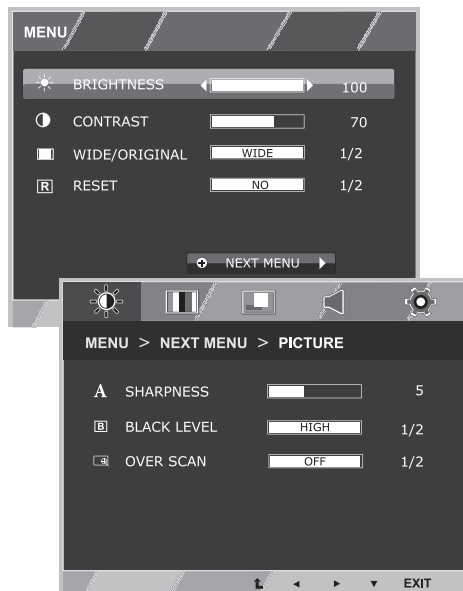 MENU
BRIGHTNESS 100
CONTRAST 70
WIDE/ORIGINAL WIDE 1/2
R RESET NO 1/2
NEXT MENU
MENU > NEXT MENU > PICTURE
A SHARPNESS 5
B BLACK LEVEL HIGH 1/2
OVER SCAN OFF 1/2
EXIT